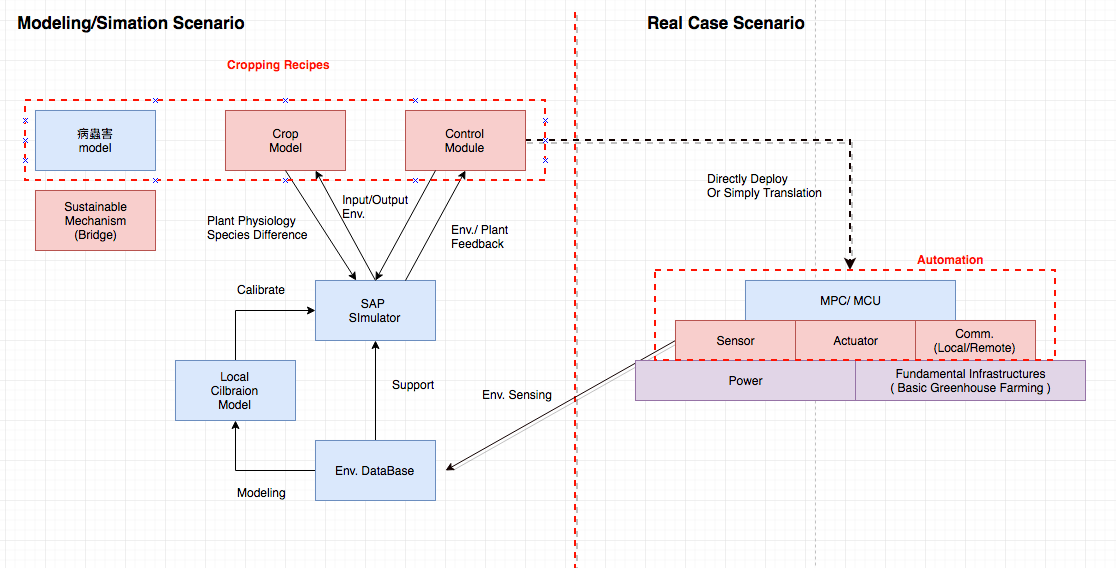 Modeling/Simation Scenario
Real Case Scenario
Cropping Recipes
病蟲害
model
Crop
Model
Control
Module
Sustainable
Mechanism
(Bridge)
Plant Physiology
Species Difference
Input/Output
Env.
Env./ Plant
Feedback
Directly Deploy
Or Simply Translation
Automation
Calibrate
SAP
SImulator
MPC/ MCU
Sensor
Actuator
Comm.
(Local/Remote)
Power
Fundamental Infrastructures
( Basic Greenhouse Farming )
Local
Cilbraion
Model
Support
Env. Sensing
Env. DataBase
Modeling